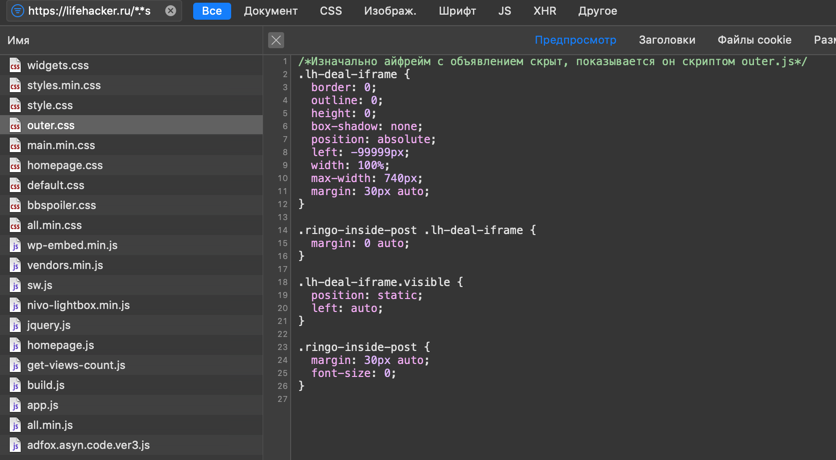 https://lifehacker.ru/*.*s
Все Документ CSS Изображ. Шрифт JS XHR Другое
Имя
Предпросмотр Заголовки Файлы cookie Раз
widgets.css
styles.min.css
style.css
outer.css
main.min.css
homepage.css
default.css
bbspoiler.css
all.min.css
wp-embed.min.js
vendors.min.js
sw.js
nivo-lightbox.min.js
jquery.js
homepage.js
get-views-count.js
build.js
app.js
all.min.js
adfox.asyn.code.ver3.js
1 /*Изначально айфрейм с объявлением скрыт, показывается он скриптом outer.js*/
2 .lh-deal-iframe {
3 border: 0;
4 outline: 0;
5 height: 0;
6 box-shadow: none;
7 position: absolute;
8 left: -99999px;
9 width: 100%;
10 max-width: 740px;
11 margin: 30px auto;
12 }
13
14 .ringo-inside-post .lh-deal-iframe {
15 margin: 0 auto;
16 }
17
18 .lh-deal-iframe.visible {
19 position: static;
20 left: auto;
21 }
22
23 .ringo-inside-post {
24 margin: 30px auto;
25 font-size: 0;
26 }
27